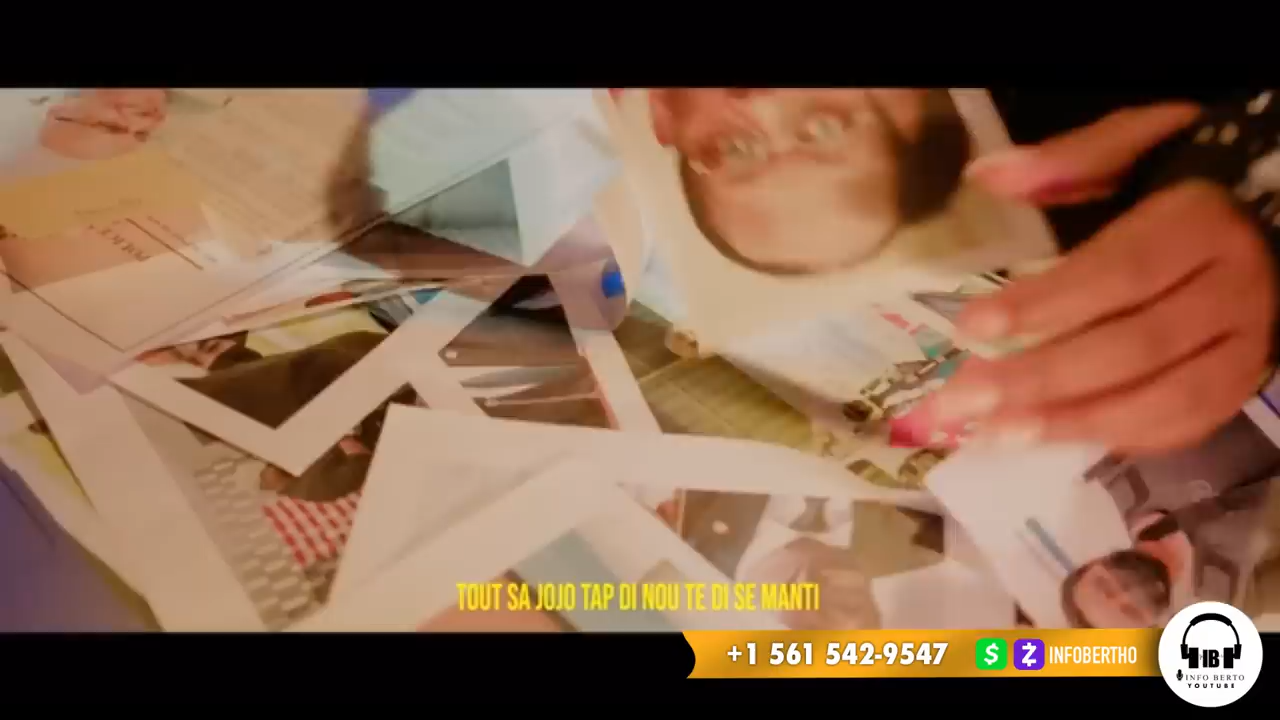 TOUT SA JOJO TAP DI NOU TE DI SE MANTI
+1 561 542-9547
INFOBERTHO
IB
INFO BERTO
YOUTUBE